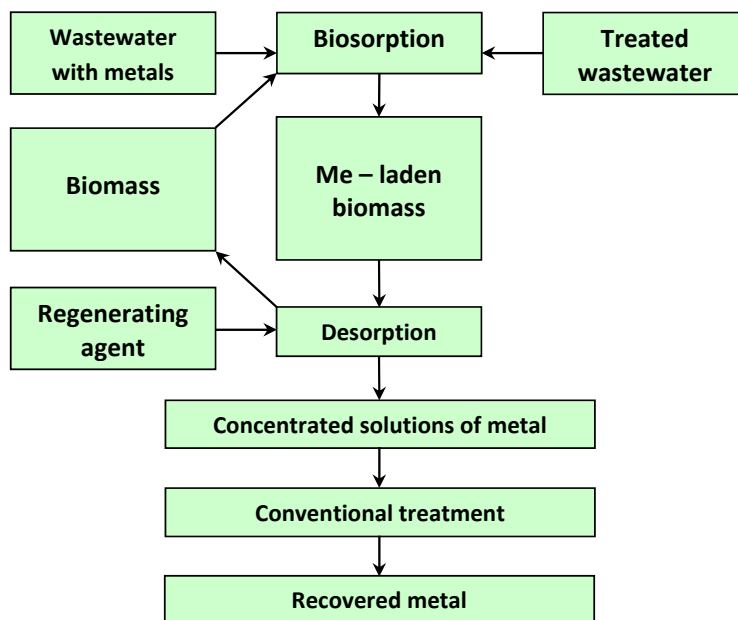 Wastewater
with metals
Biosorption
Treated
wastewater
Biomass
Me – laden
biomass
Regenerating
agent
Desorption
Concentrated solutions of metal
Conventional treatment
Recovered metal